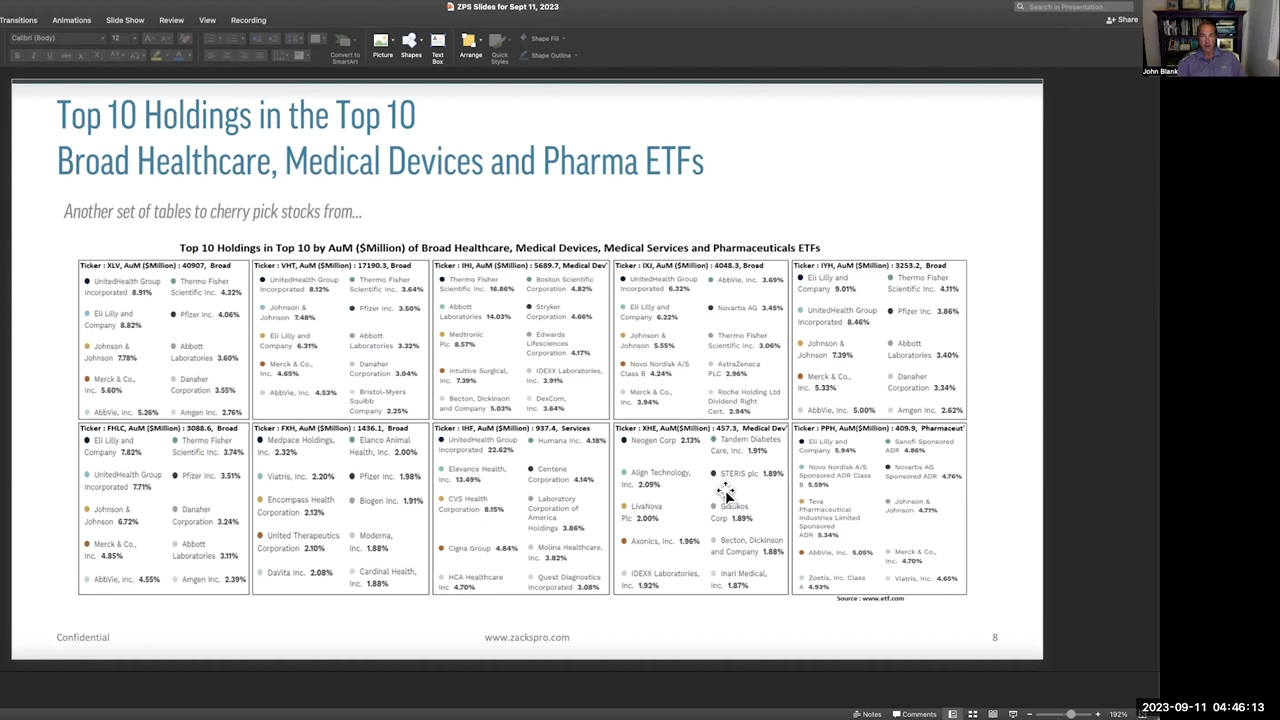 ZPS Slides for Sept 11, 2023
Search in Presentation
Transitions Animations Slide Show Review View Recording
Share
Calibri (Body) 12
Convert to SmartArt
Picture Shapes Text Box
Arrange Quick Styles
Shape Fill
Shape Outline
John Blank
Top 10 Holdings in the Top 10
Broad Healthcare, Medical Devices and Pharma ETFs
Another set of tables to cherry pick stocks from...
Top 10 Holdings in Top 10 by AuM ($Million) of Broad Healthcare, Medical Devices, Medical Services and Pharmaceuticals ETFs
Ticker : XLV, AuM ($Million) : 40907, Broad
UnitedHealth Group
Incorporated 8.91%
Eli Lilly and
Company 8.82%
Johnson &
Johnson 7.78%
Merck & Co.,
Inc. 5.60%
AbbVie, Inc. 5.26%
Thermo Fisher
Scientific Inc. 4.32%
Pfizer Inc. 4.06%
Abbott
Laboratories 3.60%
Danaher
Corporation 3.55%
Amgen Inc. 2.76%
Ticker : VHT, AuM ($Million) : 17190.3, Broad
UnitedHealth Group
Incorporated 8.12%
Johnson &
Johnson 7.48%
Eli Lilly and
Company 6.31%
Merck & Co.,
Inc. 4.65%
AbbVie, Inc. 4.53%
Thermo Fisher
Scientific Inc. 3.64%
Pfizer Inc. 3.50%
Abbott
Laboratories 3.32%
Danaher
Corporation 3.04%
Bristol-Myers
Squibb
Company 2.25%
Ticker : IHI, AuM ($Million) : 5689.7, Medical Dev
Thermo Fisher
Scientific Inc. 16.86%
Abbott
Laboratories 14.03%
Medtronic
Plc 8.57%
Intuitive Surgical,
Inc. 7.39%
Becton, Dickinson
and Company 5.03%
Boston Scientific
Corporation 4.82%
Stryker
Corporation 4.66%
Edwards
Lifesciences
Corporation 4.17%
IDEXX Laboratories,
Inc. 3.91%
DexCom,
Inc. 3.64%
Ticker : IXJ, AuM ($Million) : 4048.3, Broad
UnitedHealth Group
Incorporated 6.32%
Eli Lilly and
Company 6.22%
Johnson &
Johnson 5.55%
Novo Nordisk A/S
Class B 4.24%
Merck & Co.,
Inc. 3.94%
AbbVie, Inc. 3.69%
Novartis AG 3.45%
Thermo Fisher
Scientific Inc. 3.06%
AstraZeneca
PLC 2.96%
Roche Holding Ltd
Dividend Right
Cert. 2.94%
Ticker : IYH, AuM ($Million) : 3253.2, Broad
Eli Lilly and
Company 9.01%
UnitedHealth Group
Incorporated 8.46%
Johnson &
Johnson 7.39%
Merck & Co.,
Inc. 5.33%
AbbVie, Inc. 5.00%
Thermo Fisher
Scientific Inc. 4.11%
Pfizer Inc. 3.86%
Abbott
Laboratories 3.40%
Danaher
Corporation 3.34%
Amgen Inc. 2.62%
Ticker : FHLC, AuM ($Million) : 3088.6, Broad
Eli Lilly and
Company 7.82%
UnitedHealth Group
Incorporated 7.71%
Johnson &
Johnson 6.72%
Merck & Co.,
Inc. 4.85%
AbbVie, Inc. 4.55%
Thermo Fisher
Scientific Inc. 3.74%
Pfizer Inc. 3.51%
Danaher
Corporation 3.24%
Abbott
Laboratories 3.11%
Amgen Inc. 2.39%
Ticker : FXH, AuM ($Million) : 1436.1, Broad
Medpace Holdings,
Inc. 2.32%
Viatris, Inc. 2.20%
Encompass Health
Corporation 2.13%
United Therapeutics
Corporation 2.10%
DaVita Inc. 2.08%
Elanco Animal
Health, Inc. 2.00%
Pfizer Inc. 1.98%
Biogen Inc. 1.91%
Moderna,
Inc. 1.88%
Cardinal Health,
Inc. 1.88%
Ticker : IHF, AuM ($Million) : 937.4, Services
UnitedHealth Group
Incorporated 22.62%
Elevance Health,
Inc. 13.49%
CVS Health
Corporation 8.15%
Cigna Group 4.84%
HCA Healthcare
Inc 4.70%
Humana Inc. 4.18%
Centene
Corporation 4.14%
Laboratory
Corporation of
America
Holdings 3.86%
Molina Healthcare,
Inc. 3.82%
Quest Diagnostics
Incorporated 3.08%
Ticker : XHE, AuM($Million) : 457.3, Medical Dev
Neogen Corp 2.13%
Align Technology,
Inc. 2.09%
LivaNova
Plc 2.00%
Axonics, Inc. 1.96%
IDEXX Laboratories,
Inc. 1.92%
Tandem Diabetes
Care, Inc. 1.91%
STERIS plc 1.89%
Glaukos
Corp 1.89%
Becton, Dickinson
and Company 1.88%
Inari Medical,
Inc. 1.87%
Ticker : PPH, AuM($Million) : 409.9, Pharmaceut
Eli Lilly and
Company 5.94%
Novo Nordisk A/S
Sponsored ADR Class
B 5.59%
Teva
Pharmaceutical
Industries Limited
Sponsored
ADR 5.34%
AbbVie, Inc. 5.05%
Zoetis, Inc. Class
A 4.93%
Sanofi Sponsored
ADR 4.86%
Novartis AG
Sponsored ADR 4.76%
Johnson &
Johnson 4.71%
Merck & Co.,
Inc. 4.70%
Viatris, Inc. 4.65%
Source : www.etf.com
Confidential
www.zackspro.com
8
Notes Comments
192%
2023-09-11 04:46:13